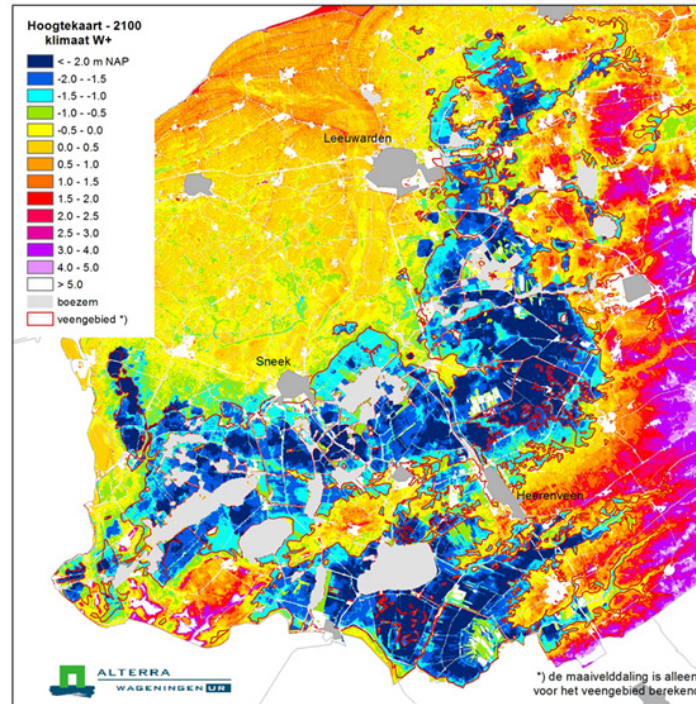 Hoogtekaart - 2100
klimaat W+
< - 2.0 m NAP
-2.0 - -1.5
-1.5 - -1.0
-1.0 - -0.5
-0.5 - 0.0
0.0 - 0.5
0.5 - 1.0
1.0 - 1.5
1.5 - 2.0
2.0 - 2.5
2.5 - 3.0
3.0 - 4.0
4.0 - 5.0
> 5.0
boezem
veengebied *)
Leeuwarden
Sneek
Heerenveen
ALTERRA
WAGENINGEN UR
*) de maaivelddaling is alleen
voor het veengebied berekend